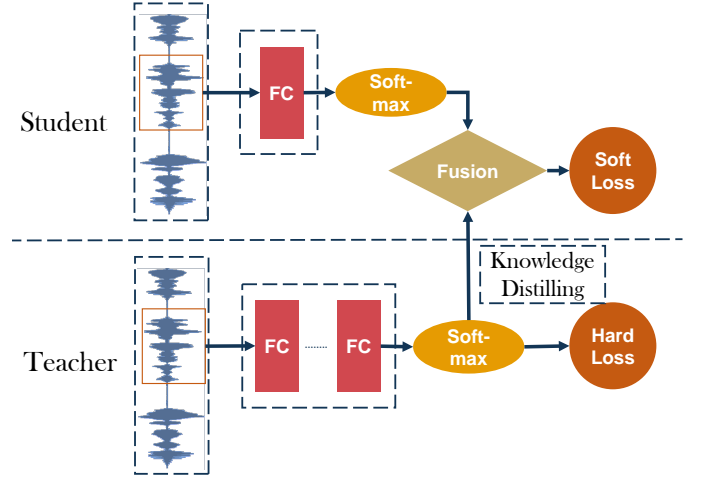 Student
FC
Soft-
max
Fusion
Soft
Loss
Knowledge
Distilling
Teacher
FC
........
FC
Soft-
max
Hard
Loss